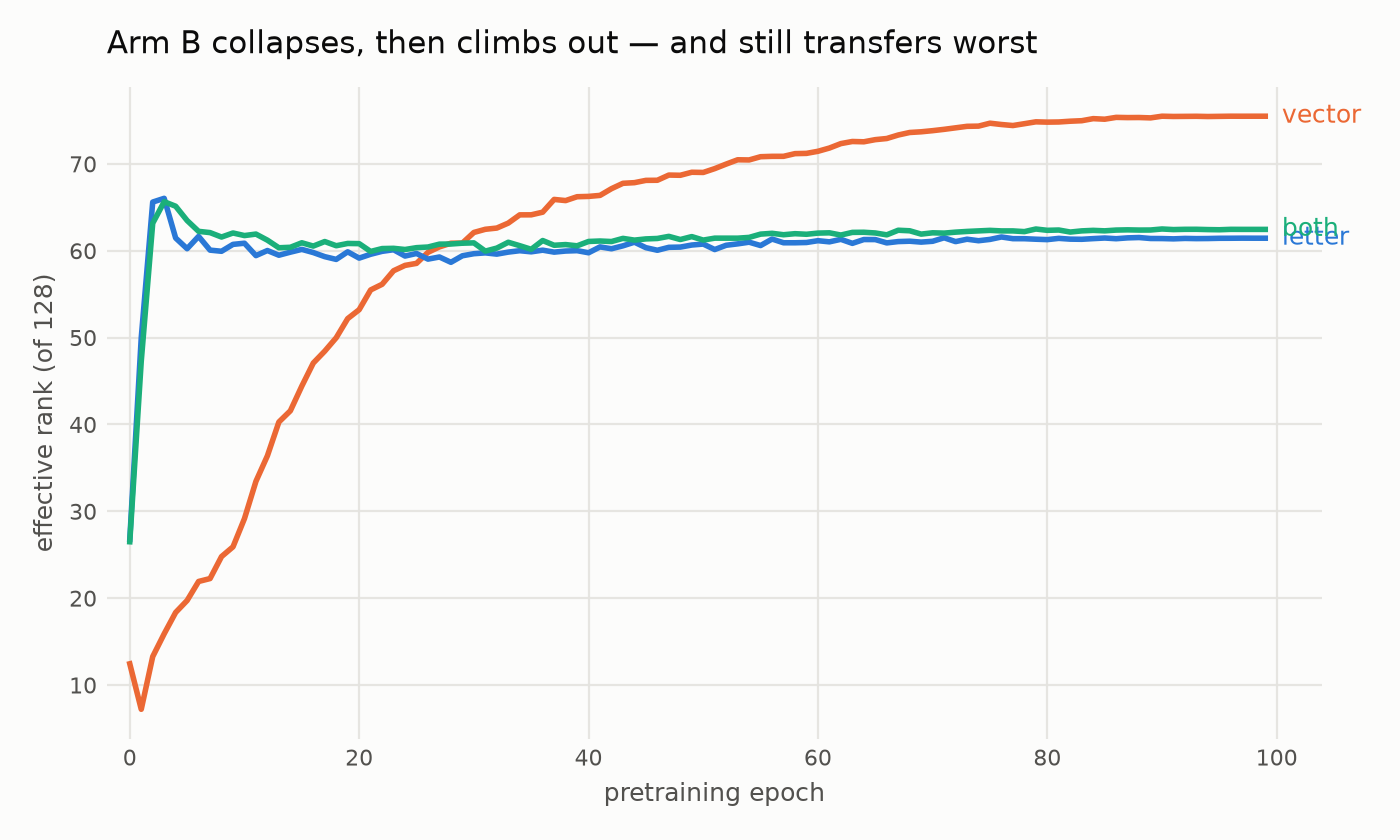 Arm B collapses, then climbs out — and still transfers worst
vector
both
letter
effective rank (of 128)
70
60
50
40
30
20
10
0 20 40 60 80 100
pretraining epoch